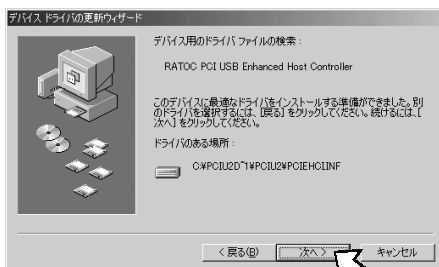 デバイス ドライバの更新ウィザード
デバイス用のドライバ ファイルの検索 :
RATOC PCI USB Enhanced Host Controller
このデバイスに最適なドライバをインストールする準備ができました。別
のドライバを選択するには、[戻る] をクリックしてください。続けるには、[
次へ] をクリックしてください。
ドライバのある場所 :
C:¥PCIU2D~1¥PCIU2¥PCIEHCI.INF
< 戻る(B)
次へ >
キャンセル